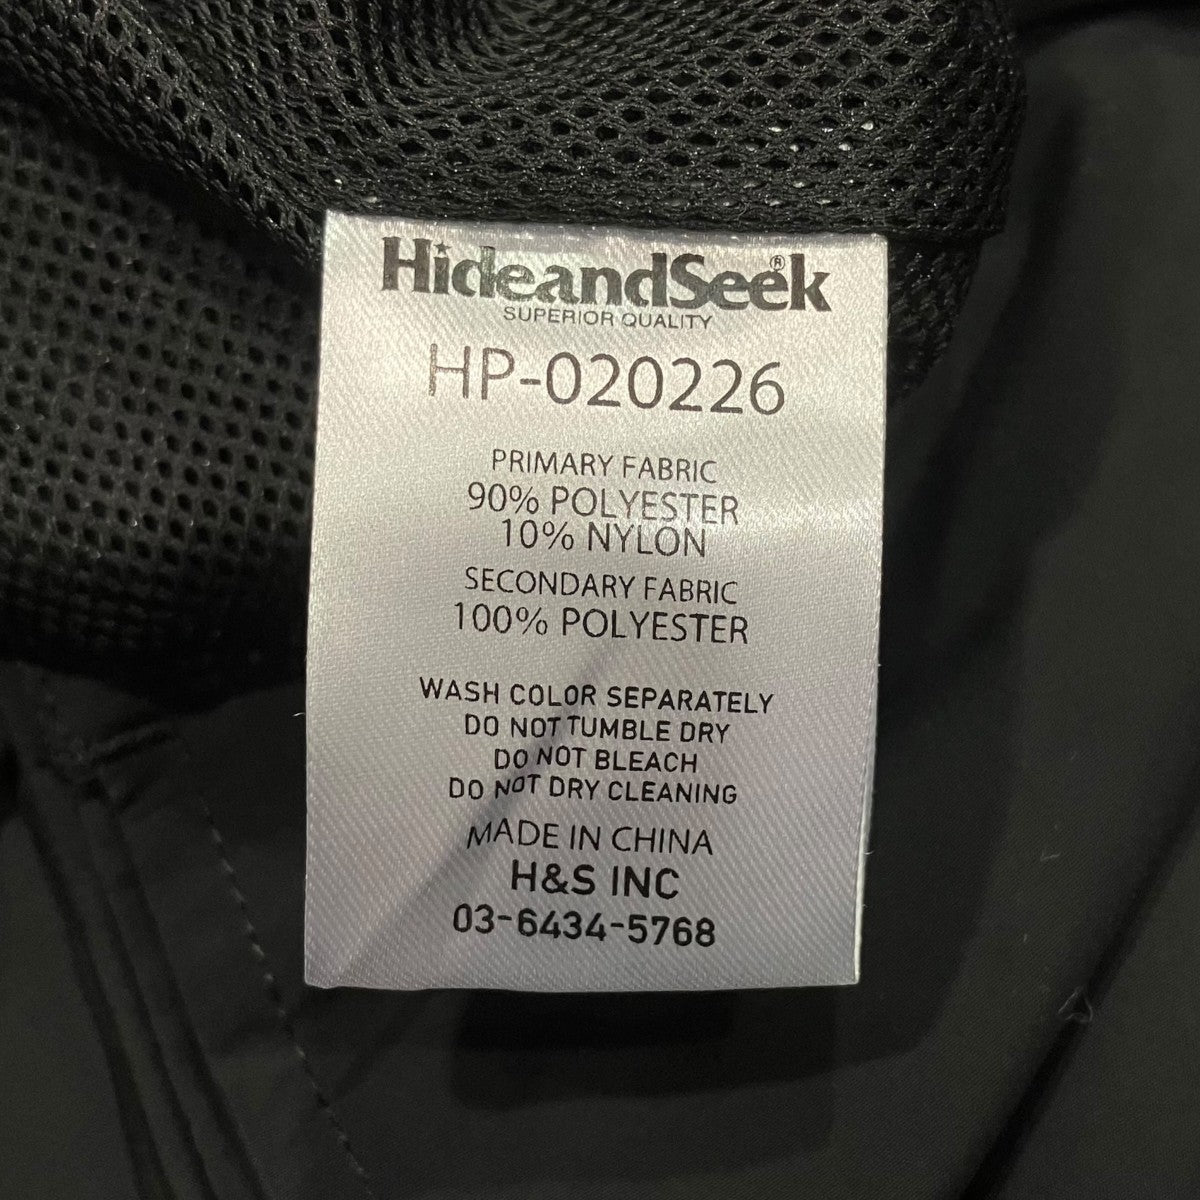 HideandSeek®
SUPERIOR QUALITY
HP-020226
PRIMARY FABRIC
90% POLYESTER
10% NYLON
SECONDARY FABRIC
100% POLYESTER
WASH COLOR SEPARATELY
DO NOT TUMBLE DRY
DO NOT BLEACH
DO NOT DRY CLEANING
MADE IN CHINA
H&S INC
03-6434-5768